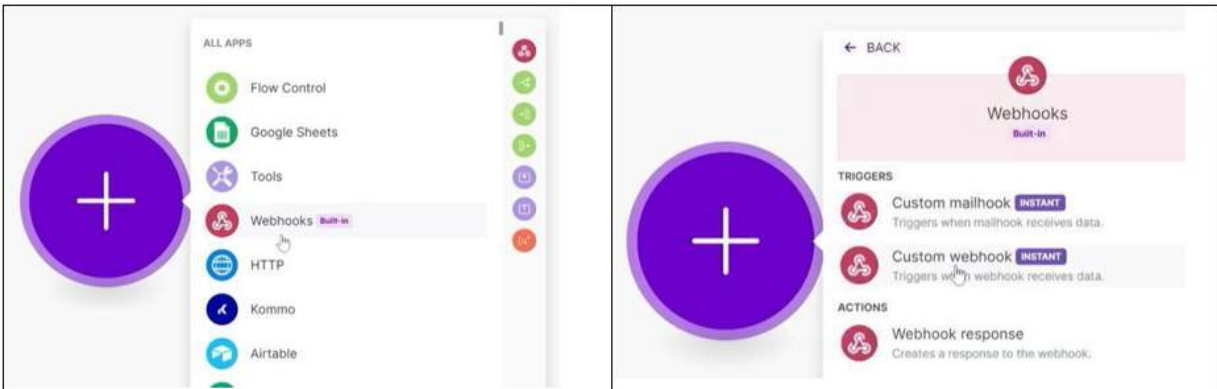 ALL APPS
Flow Control
Google Sheets
Tools
Webhooks Built-in
HTTP
Kommo
Airtable
← BACK
Webhooks
Built-in
TRIGGERS
Custom mailhook INSTANT
Triggers when mailhook receives data.
Custom webhook INSTANT
Triggers when webhook receives data.
ACTIONS
Webhook response
Creates a response to the webhook.